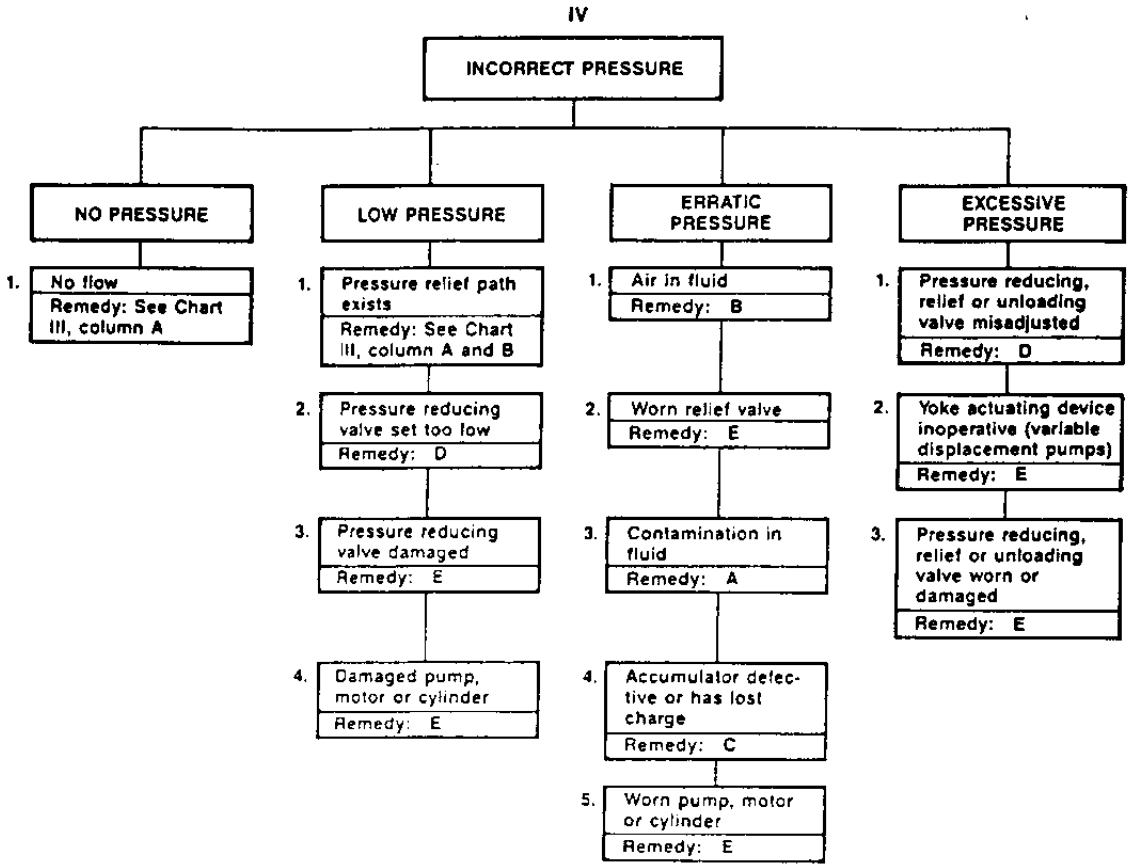 IV
INCORRECT PRESSURE
NO PRESSURE
1. No flow
Remedy: See Chart
III, column A
LOW PRESSURE
1. Pressure relief path
exists
Remedy: See Chart
III, column A and B
2. Pressure reducing
valve set too low
Remedy: D
3. Pressure reducing
valve damaged
Remedy: E
4. Damaged pump,
motor or cylinder
Remedy: E
ERRATIC
PRESSURE
1. Air in fluid
Remedy: B
2. Worn relief valve
Remedy: E
3. Contamination in
fluid
Remedy: A
4. Accumulator defec-
tive or has lost
charge
Remedy: C
5. Worn pump, motor
or cylinder
Remedy: E
EXCESSIVE
PRESSURE
1. Pressure reducing,
relief or unloading
valve misadjusted
Remedy: D
2. Yoke actuating device
inoperative (variable
displacement pumps)
Remedy: E
3. Pressure reducing,
relief or unloading
valve worn or
damaged
Remedy: E